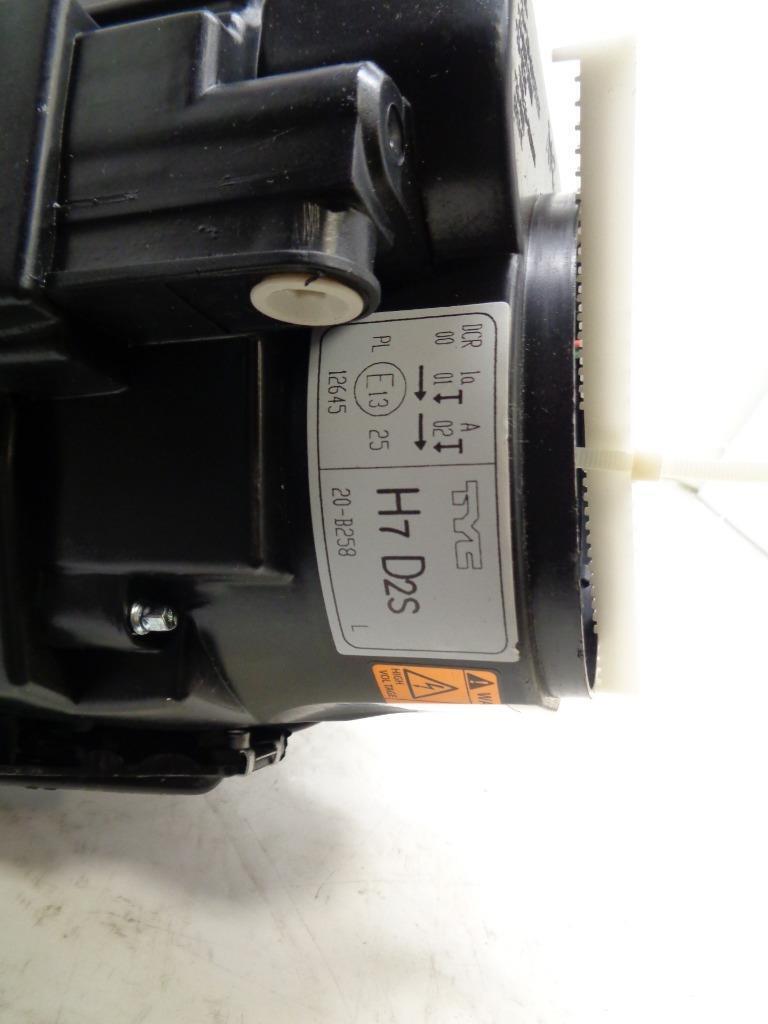 DCR 1a A
00 01 02
PL E13 25
12645
TYC
H7 D2S
20-B258
L
HIGH
VOLTAGE